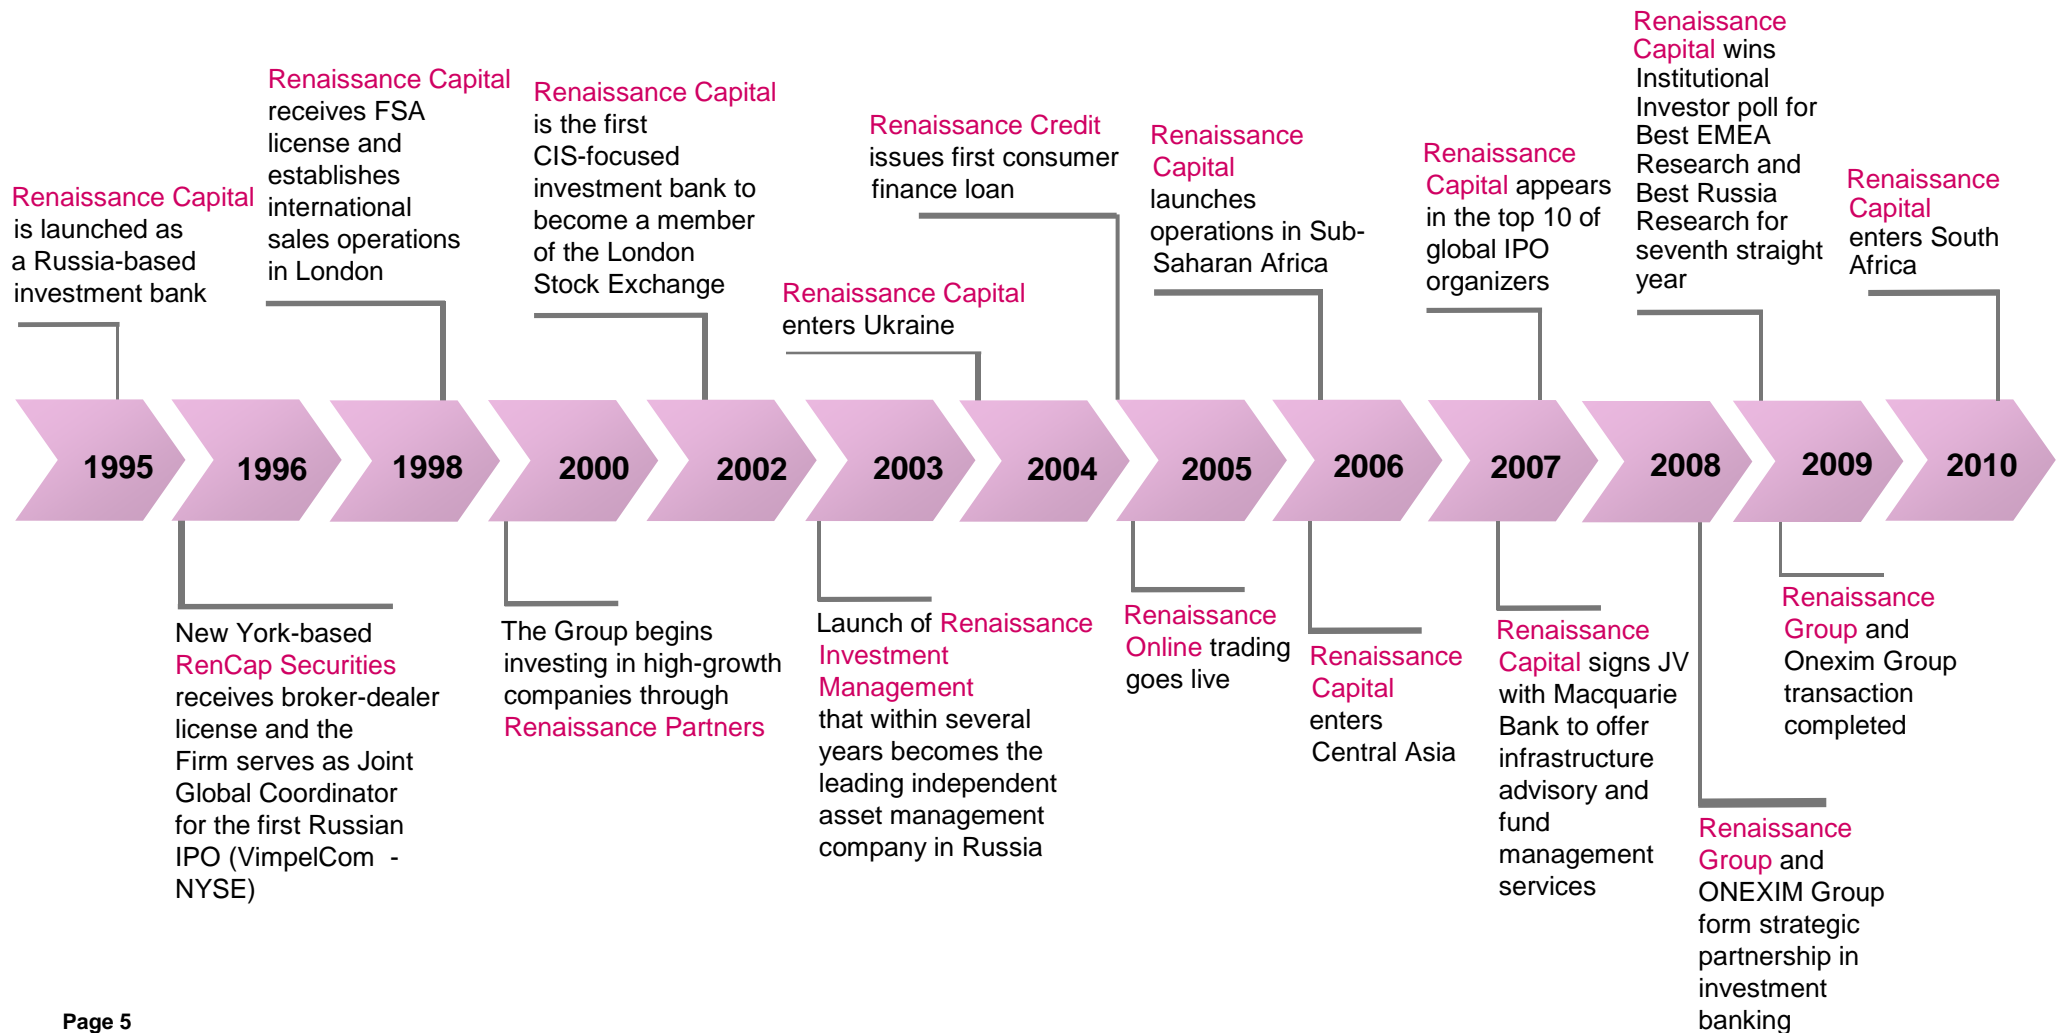 Renaissance Capital
is launched as
a Russia-based
investment bank
Renaissance Capital
receives FSA
license and
establishes
international
sales operations
in London
Renaissance Capital
is the first
CIS-focused
investment bank to
become a member
of the London
Stock Exchange
Renaissance Capital
enters Ukraine
Renaissance Credit
issues first consumer
finance loan
Renaissance
Capital
launches
operations in Sub-
Saharan Africa
Renaissance
Capital appears
in the top 10 of
global IPO
organizers
Renaissance
Capital wins
Institutional
Investor poll for
Best EMEA
Research and
Best Russia
Research for
seventh straight
year
Renaissance
Capital
enters South
Africa
1995
1996
1998
2000
2002
2003
2004
2005
2006
2007
2008
2009
2010
New York-based
RenCap Securities
receives broker-dealer
license and the
Firm serves as Joint
Global Coordinator
for the first Russian
IPO (VimpelCom -
NYSE)
The Group begins
investing in high-growth
companies through
Renaissance Partners
Launch of Renaissance
Investment
Management
that within several
years becomes the
leading independent
asset management
company in Russia
Renaissance
Online trading
goes live
Renaissance
Capital
enters
Central Asia
Renaissance
Capital signs JV
with Macquarie
Bank to offer
infrastructure
advisory and
fund
management
services
Renaissance
Group and
ONEXIM Group
form strategic
partnership in
investment
banking
Renaissance
Group and
Onexim Group
transaction
completed
Page 5